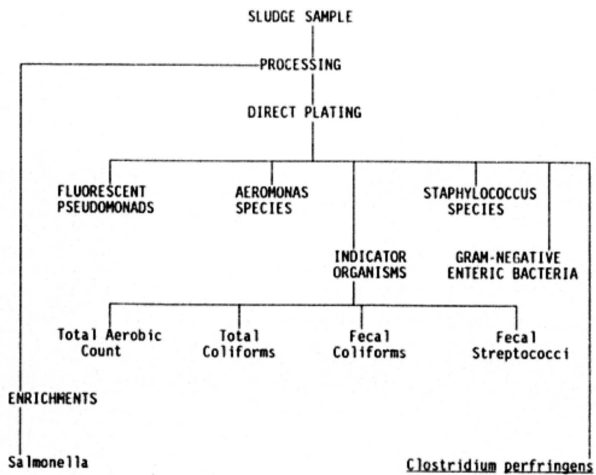 SLUDGE SAMPLE
PROCESSING
DIRECT PLATING
FLUORESCENT
PSEUDOMONADS
AEROMONAS
SPECIES
STAPHYLOCOCCUS
SPECIES
INDICATOR
ORGANISMS
GRAM-NEGATIVE
ENTERIC BACTERIA
Total Aerobic
Count
Total
Coliforms
Fecal
Coliforms
Fecal
Streptococci
ENRICHMENTS
Salmonella
Clostridium perfringens